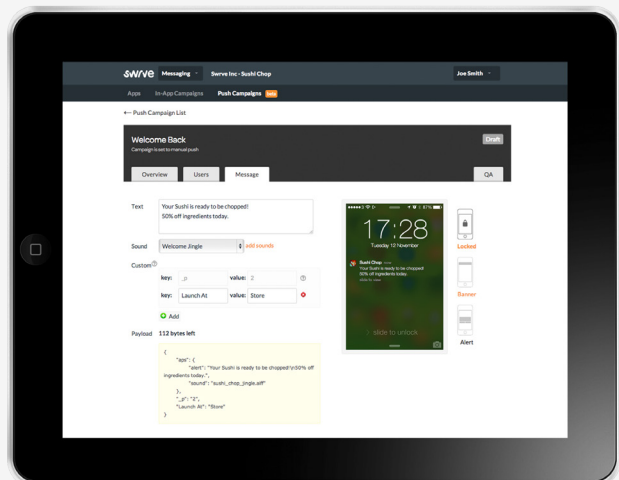 swrve Messaging Swrve Inc - Sushi Chop Joe Smith
Apps In-App Campaigns Push Campaigns beta
← Push Campaign List
Welcome Back Draft
Campaign is set to manual push
Overview Users Message QA
Text
Your Sushi is ready to be chopped!
50% off ingredients today.
Sound Welcome Jingle add sounds
Custom
key: _p value: 2
key: Launch At value: Store
Add
Payload 112 bytes left
{
"aps": {
"alert": "Your Sushi is ready to be chopped!\n50% off
ingredients today.",
"sound": "sushi_chop_jingle.aiff"
},
"_p": "2",
"Launch At": "Store"
}
87%
17:28
Tuesday 12 November
Sushi Chop
Your Sushi is ready to be chopped!
50% off ingredients today.
> slide to unlock
Locked
Banner
Alert